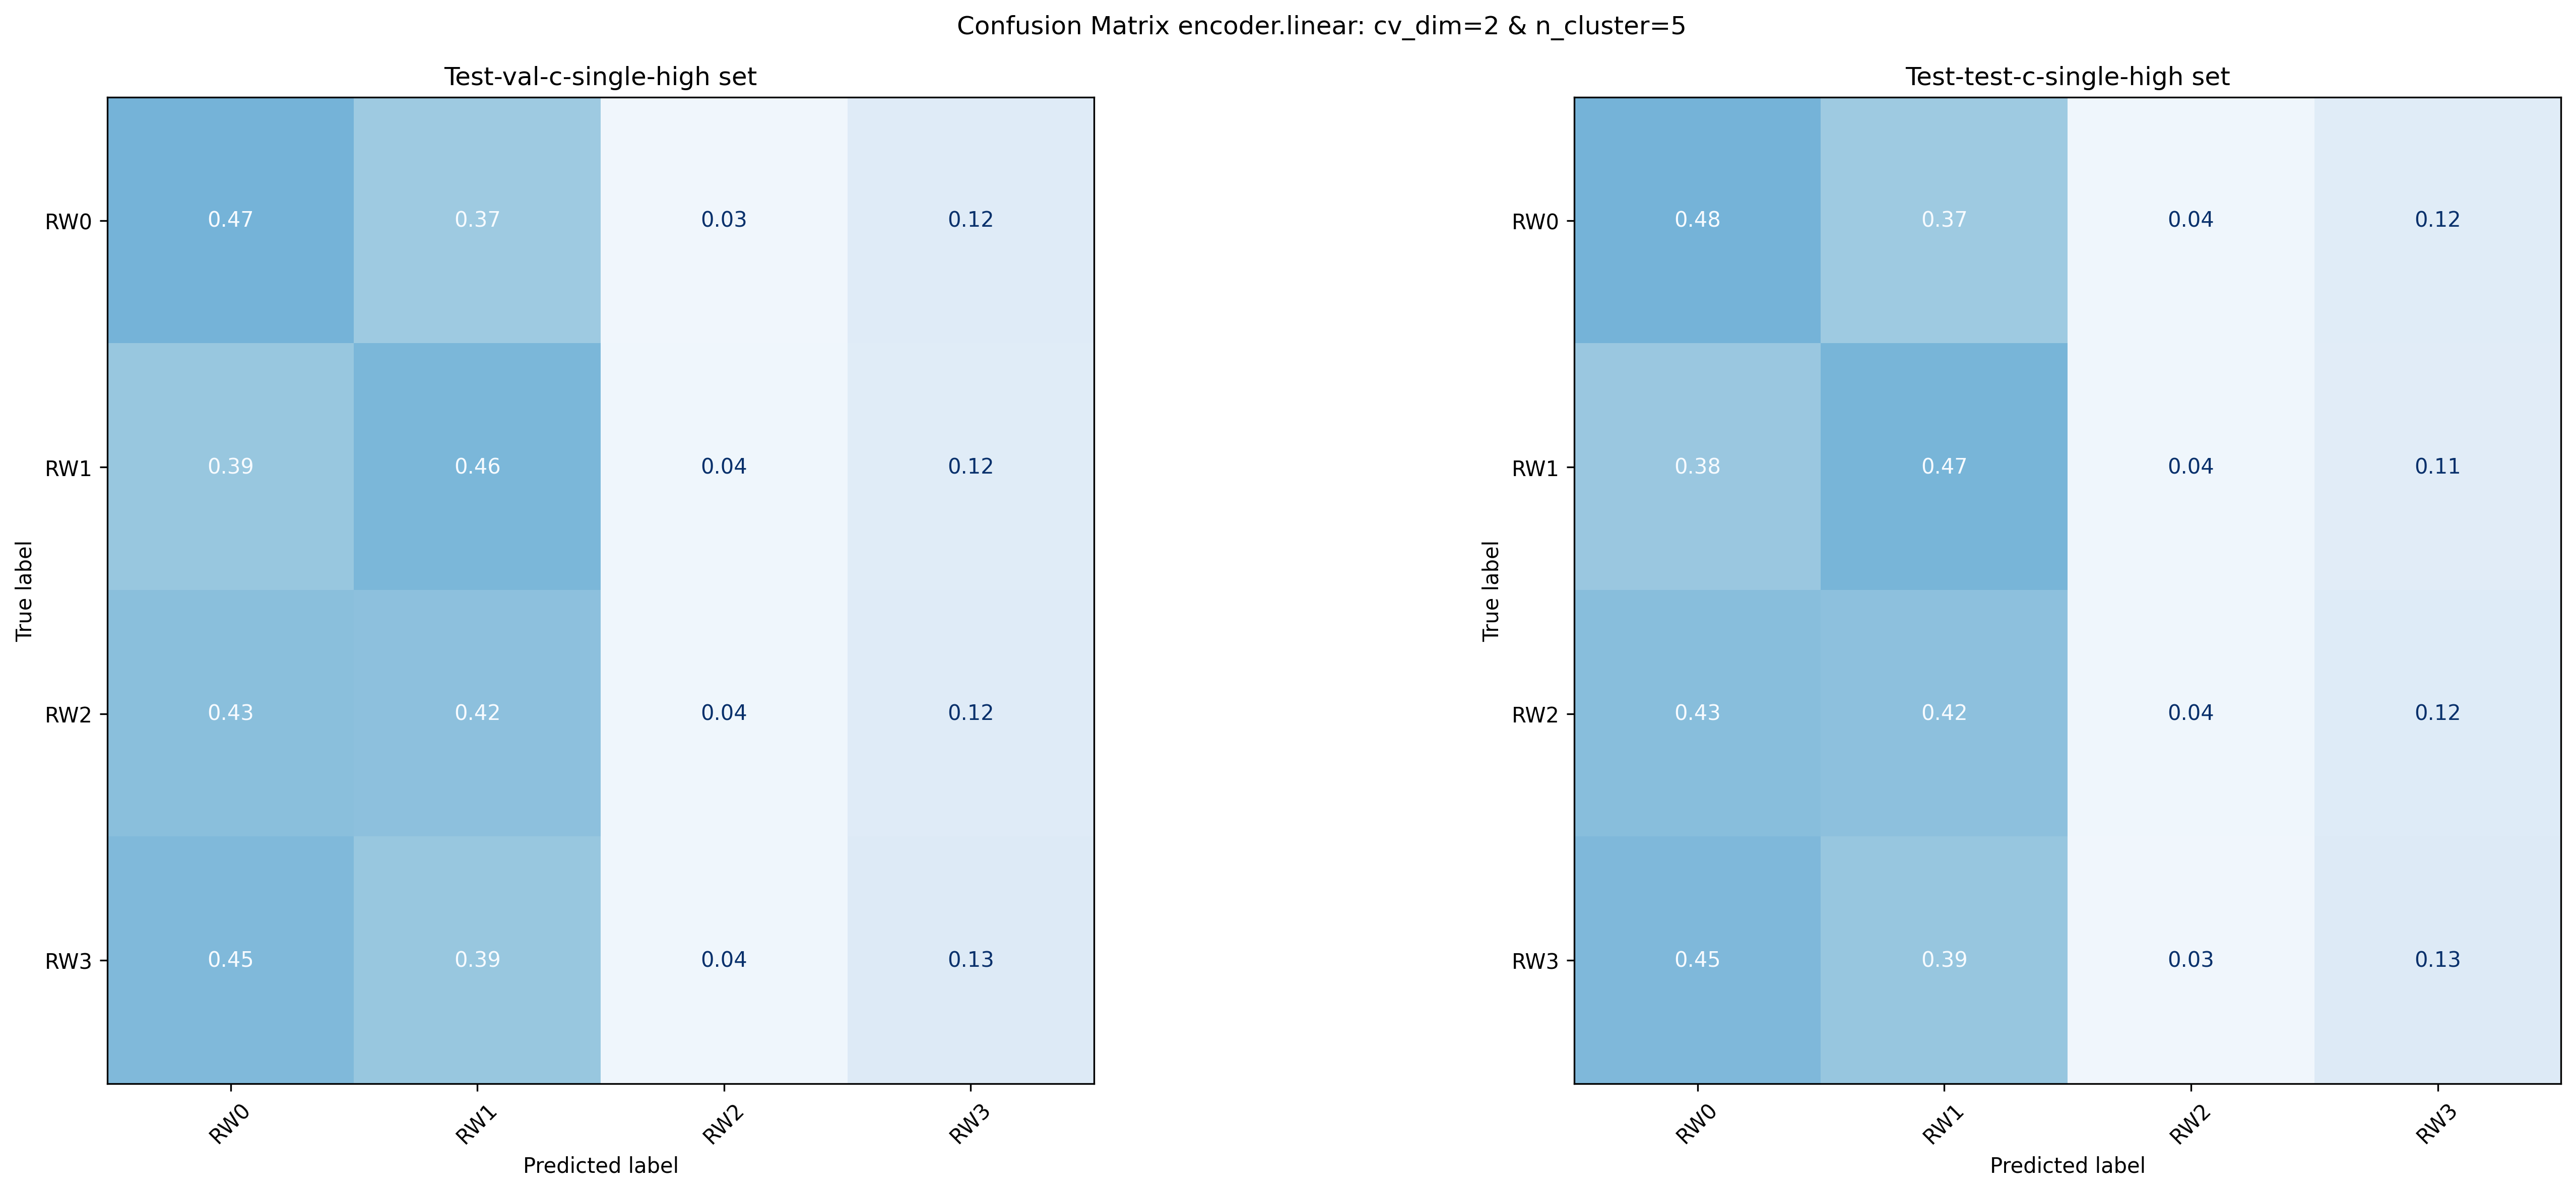 Confusion Matrix encoder.linear: cv_dim=2 & n_cluster=5
Test-val-c-single-high set
True label
RW0
0.47 0.37 0.03 0.12
RW1
0.39 0.46 0.04 0.12
RW2
0.43 0.42 0.04 0.12
RW3
0.45 0.39 0.04 0.13
RW0 RW1 RW2 RW3
Predicted label
Test-test-c-single-high set
True label
RW0
0.48 0.37 0.04 0.12
RW1
0.38 0.47 0.04 0.11
RW2
0.43 0.42 0.04 0.12
RW3
0.45 0.39 0.03 0.13
RW0 RW1 RW2 RW3
Predicted label